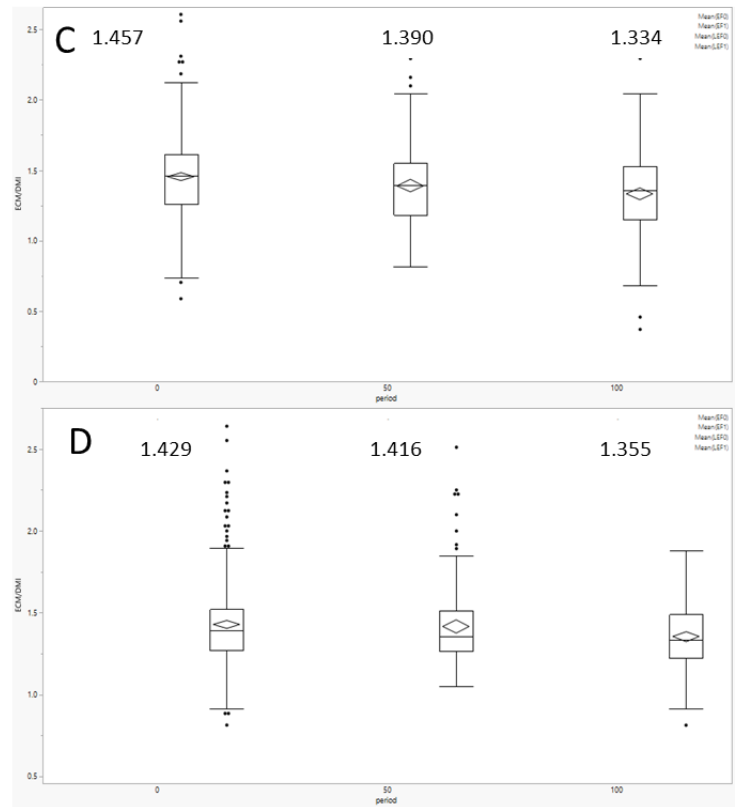 C 1.457 1.390 1.334
Mean(EF0)
Mean(EF1)
Mean(LEF0)
Mean(LEF1)
2.5
2.0
1.5
1.0
0.5
0
ECM/DMI
0 50 100
period
D 1.429 1.416 1.355
Mean(EF0)
Mean(EF1)
Mean(LEF0)
Mean(LEF1)
2.5
2.0
1.5
1.0
0.5
ECM/DMI
0 50 100
period